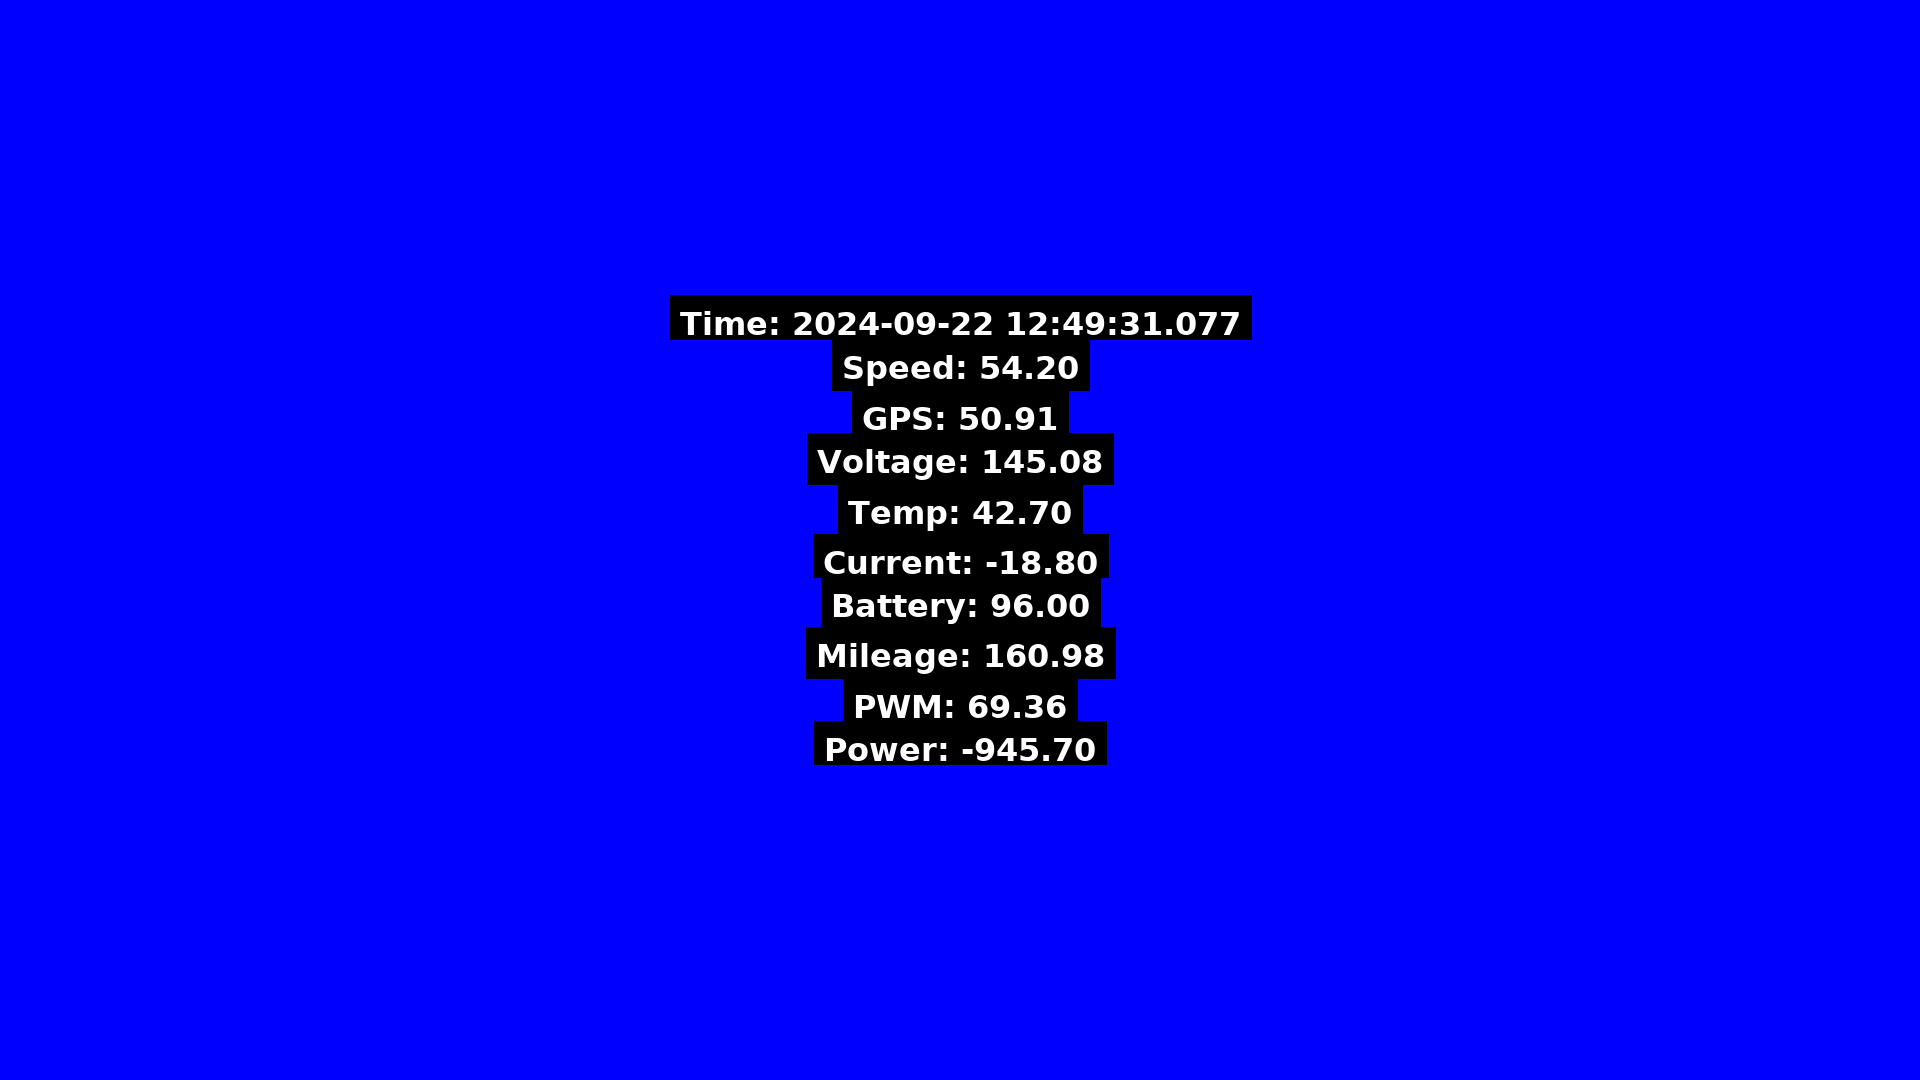 Time: 2024-09-22 12:49:31.077
Speed: 54.20
GPS: 50.91
Voltage: 145.08
Temp: 42.70
Current: -18.80
Battery: 96.00
Mileage: 160.98
PWM: 69.36
Power: -945.70